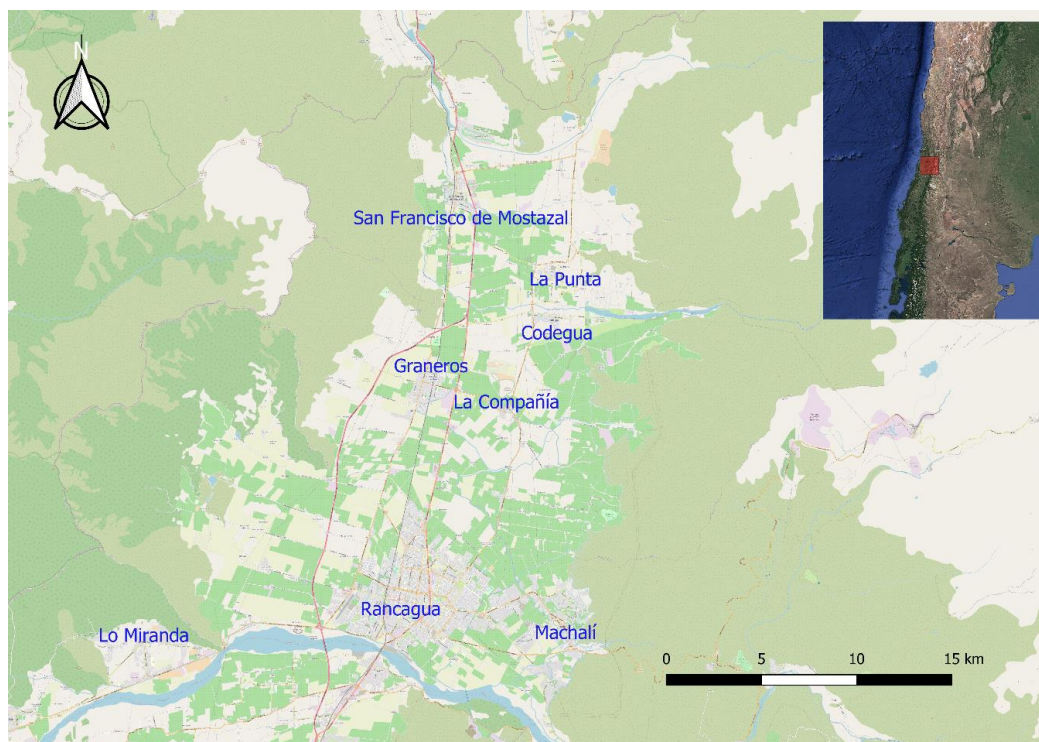 N
San Francisco de Mostazal
La Punta
Codegua
Graneros
La Compañía
Rancagua
Lo Miranda
Machalí
0 5 10 15 km